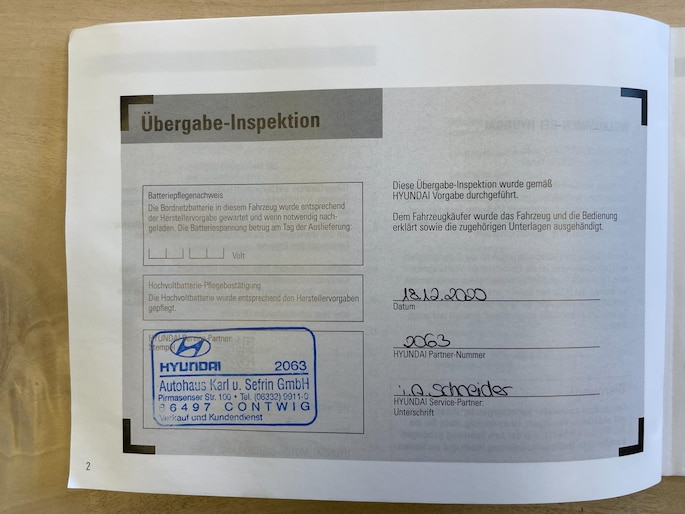 Übergabe-Inspektion
Batteriepflegenachweis
Die Bordnetzbatterie in diesem Fahrzeug wurde entsprechend
der Herstellervorgabe gewartet und wenn notwendig nach-
geladen. Die Batteriespannung betrug am Tag der Auslieferung:
Volt
Hochvoltbatterie-Pflegebestätigung
Die Hochvoltbatterie wurde entsprechend den Herstellervorgaben
gepflegt.
HYUNDAI Service-Partner:
Stempel
HYUNDAI 2063
Autohaus Karl u. Sefrin GmbH
Pirmasenser Str. 100 • Tel. (06332) 9911-0
66497 CONTWIG
Verkauf und Kundendienst
Diese Übergabe-Inspektion wurde gemäß
HYUNDAI Vorgabe durchgeführt.
Dem Fahrzeugkäufer wurde das Fahrzeug und die Bedienung
erklärt sowie die zugehörigen Unterlagen ausgehändigt.
18.12.2020
Datum
2063
HYUNDAI Partner-Nummer
i.A. Schneider
HYUNDAI Service-Partner:
Unterschrift
2